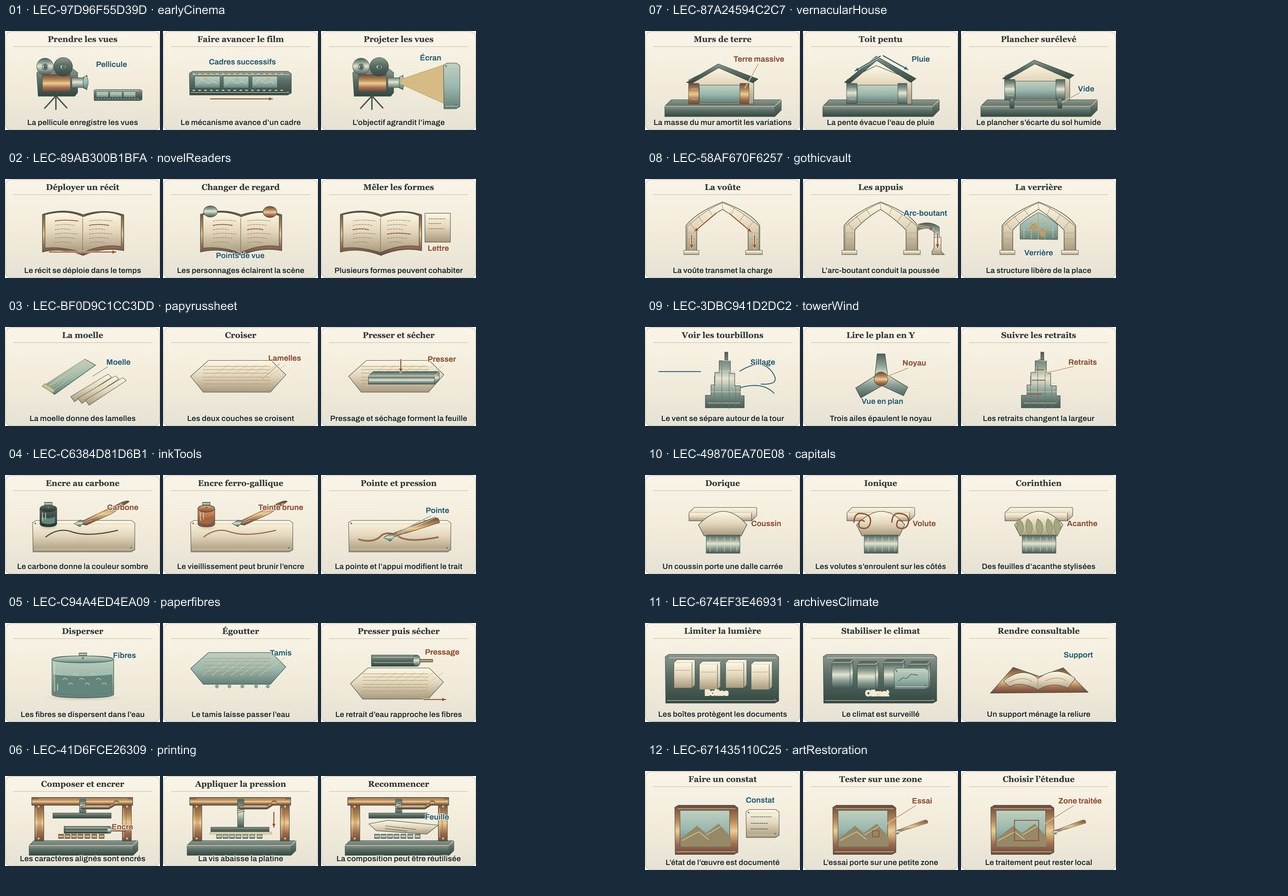 01 · LEC-97D96F55D39D · earlyCinema
Prendre les vues
Pellicule
La pellicule enregistre les vues
Faire avancer le film
Cadres successifs
Le mécanisme avance d'un cadre
Projeter les vues
Écran
L'objectif agrandit l'image
02 · LEC-89AB300B1BFA · novelReaders
Déployer un récit
Le récit se déploie dans le temps
Changer de regard
Points de vue
Les personnages éclairent la scène
Mêler les formes
Lettre
Plusieurs formes peuvent cohabiter
03 · LEC-BF0D9C1CC3DD · papyrussheet
La moelle
Moelle
La moelle donne des lamelles
Croiser
Lamelles
Les deux couches se croisent
Presser et sécher
Presser
Pressage et séchage forment la feuille
04 · LEC-C6384D81D6B1 · inkTools
Encre au carbone
Carbone
Le carbone donne la couleur sombre
Encre ferro-gallique
Teinte brune
Le vieillissement peut brunir l'encre
Pointe et pression
Pointe
La pointe et l'appui modifient le trait
05 · LEC-C94A4ED4EA09 · paperfibres
Disperser
Fibres
Les fibres se dispersent dans l'eau
Égoutter
Tamis
Le tamis laisse passer l'eau
Presser puis sécher
Pressage
Le retrait d'eau rapproche les fibres
06 · LEC-41D6FCE26309 · printing
Composer et encrer
Encre
Les caractères alignés sont encrés
Appliquer la pression
La vis abaisse la platine
Recommencer
Feuille
La composition peut être réutilisée
07 · LEC-87A24594C2C7 · vernacularHouse
Murs de terre
Terre massive
La masse du mur amortit les variations
Toit pentu
Pluie
La pente évacue l'eau de pluie
Plancher surélevé
Vide
Le plancher s'écarte du sol humide
08 · LEC-58AF670F6257 · gothicvault
La voûte
La voûte transmet la charge
Les appuis
Arc-boutant
L'arc-boutant conduit la poussée
La verrière
Verrière
La structure libère de la place
09 · LEC-3DBC941D2DC2 · towerWind
Voir les tourbillons
Sillage
Le vent se sépare autour de la tour
Lire le plan en Y
Noyau
Vue en plan
Trois ailes épaulent le noyau
Suivre les retraits
Retraits
Les retraits changent la largeur
10 · LEC-49870EA70E08 · capitals
Dorique
Coussin
Un coussin porte une dalle carrée
Ionique
Volute
Les volutes s'enroulent sur les côtés
Corinthien
Acanthe
Des feuilles d'acanthe stylisées
11 · LEC-674EF3E46931 · archivesClimate
Limiter la lumière
Boîtes
Les boîtes protègent les documents
Stabiliser le climat
Climat
Le climat est surveillé
Rendre consultable
Support
Un support ménage la reliure
12 · LEC-671435110C25 · artRestoration
Faire un constat
Constat
L'état de l'œuvre est documenté
Tester sur une zone
Essai
L'essai porte sur une petite zone
Choisir l'étendue
Zone traitée
Le traitement peut rester local